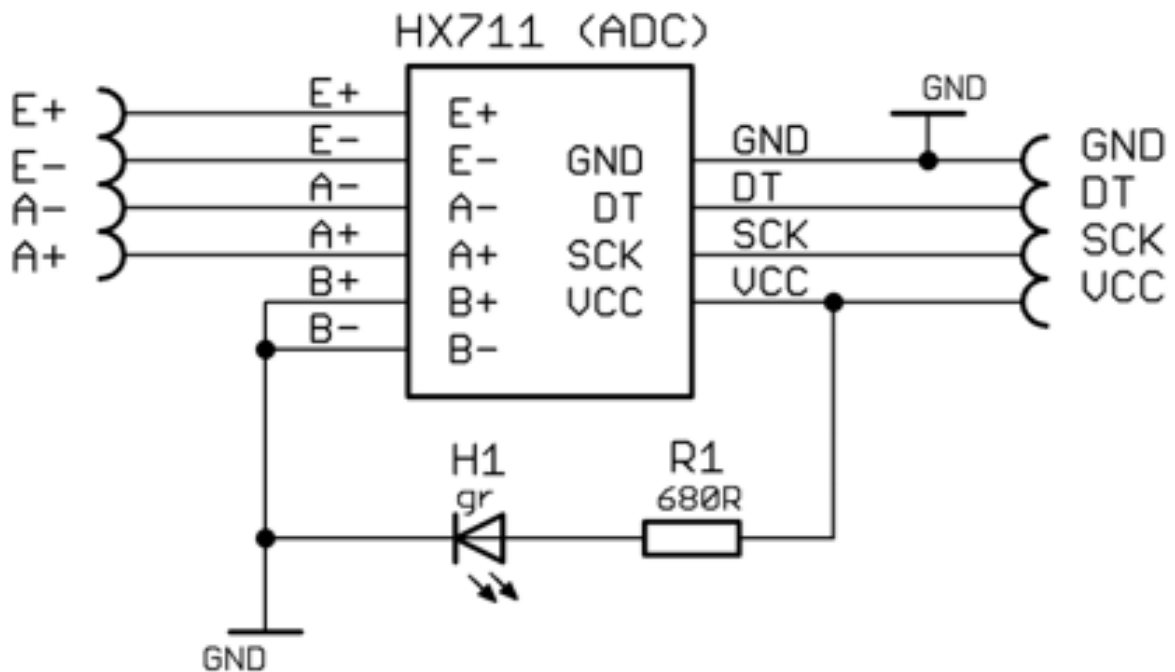 HX711 (ADC)
E+
E-
A-
A+
E+
E-
A-
A+
B+
B-
E+
E-
A-
A+
B+
B-
GND
DT
SCK
VCC
GND
DT
SCK
VCC
GND
GND
DT
SCK
VCC
H1
gr
R1
680R
GND